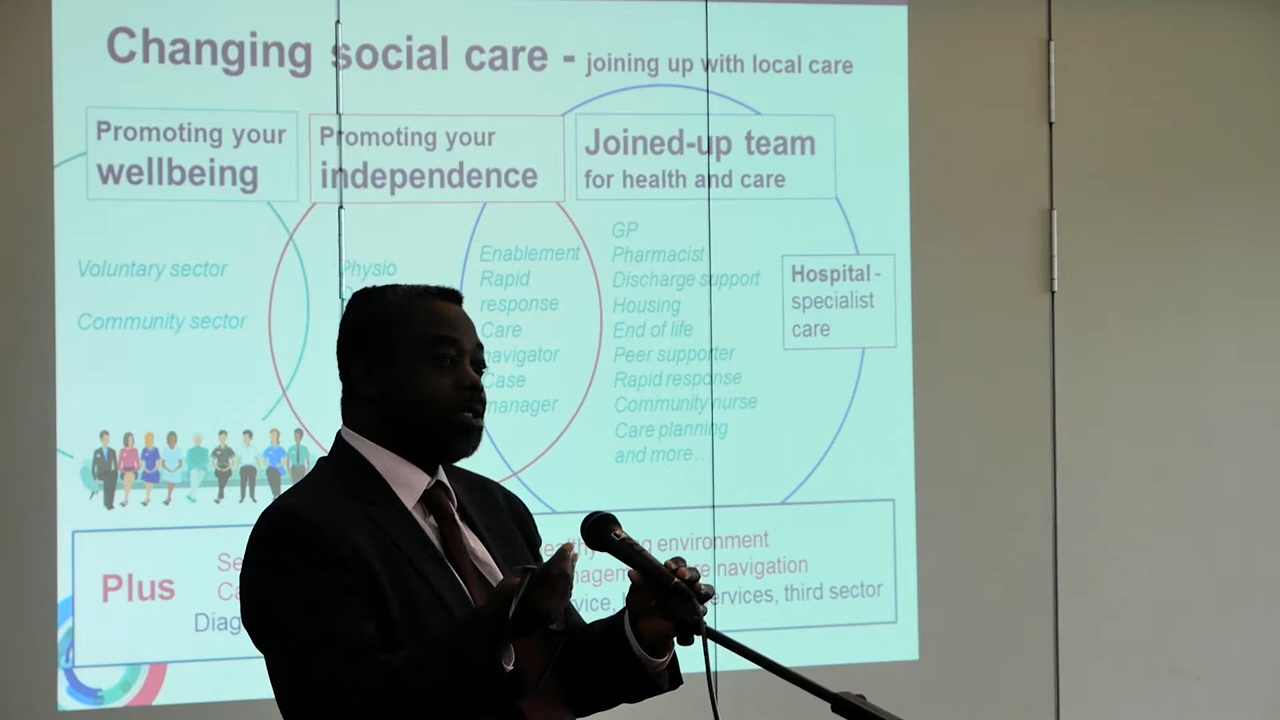 Changing social care - joining up with local care
Promoting your
wellbeing
Promoting your
independence
Joined-up team
for health and care
Voluntary sector
Community sector
Physio
Enablement
Rapid
response
Care
navigator
Case
manager
GP
Pharmacist
Discharge support
Housing
End of life
Peer supporter
Rapid response
Community nurse
Care planning
and more...
Hospital -
specialist
care
Plus
environment
navigation
services, third sector